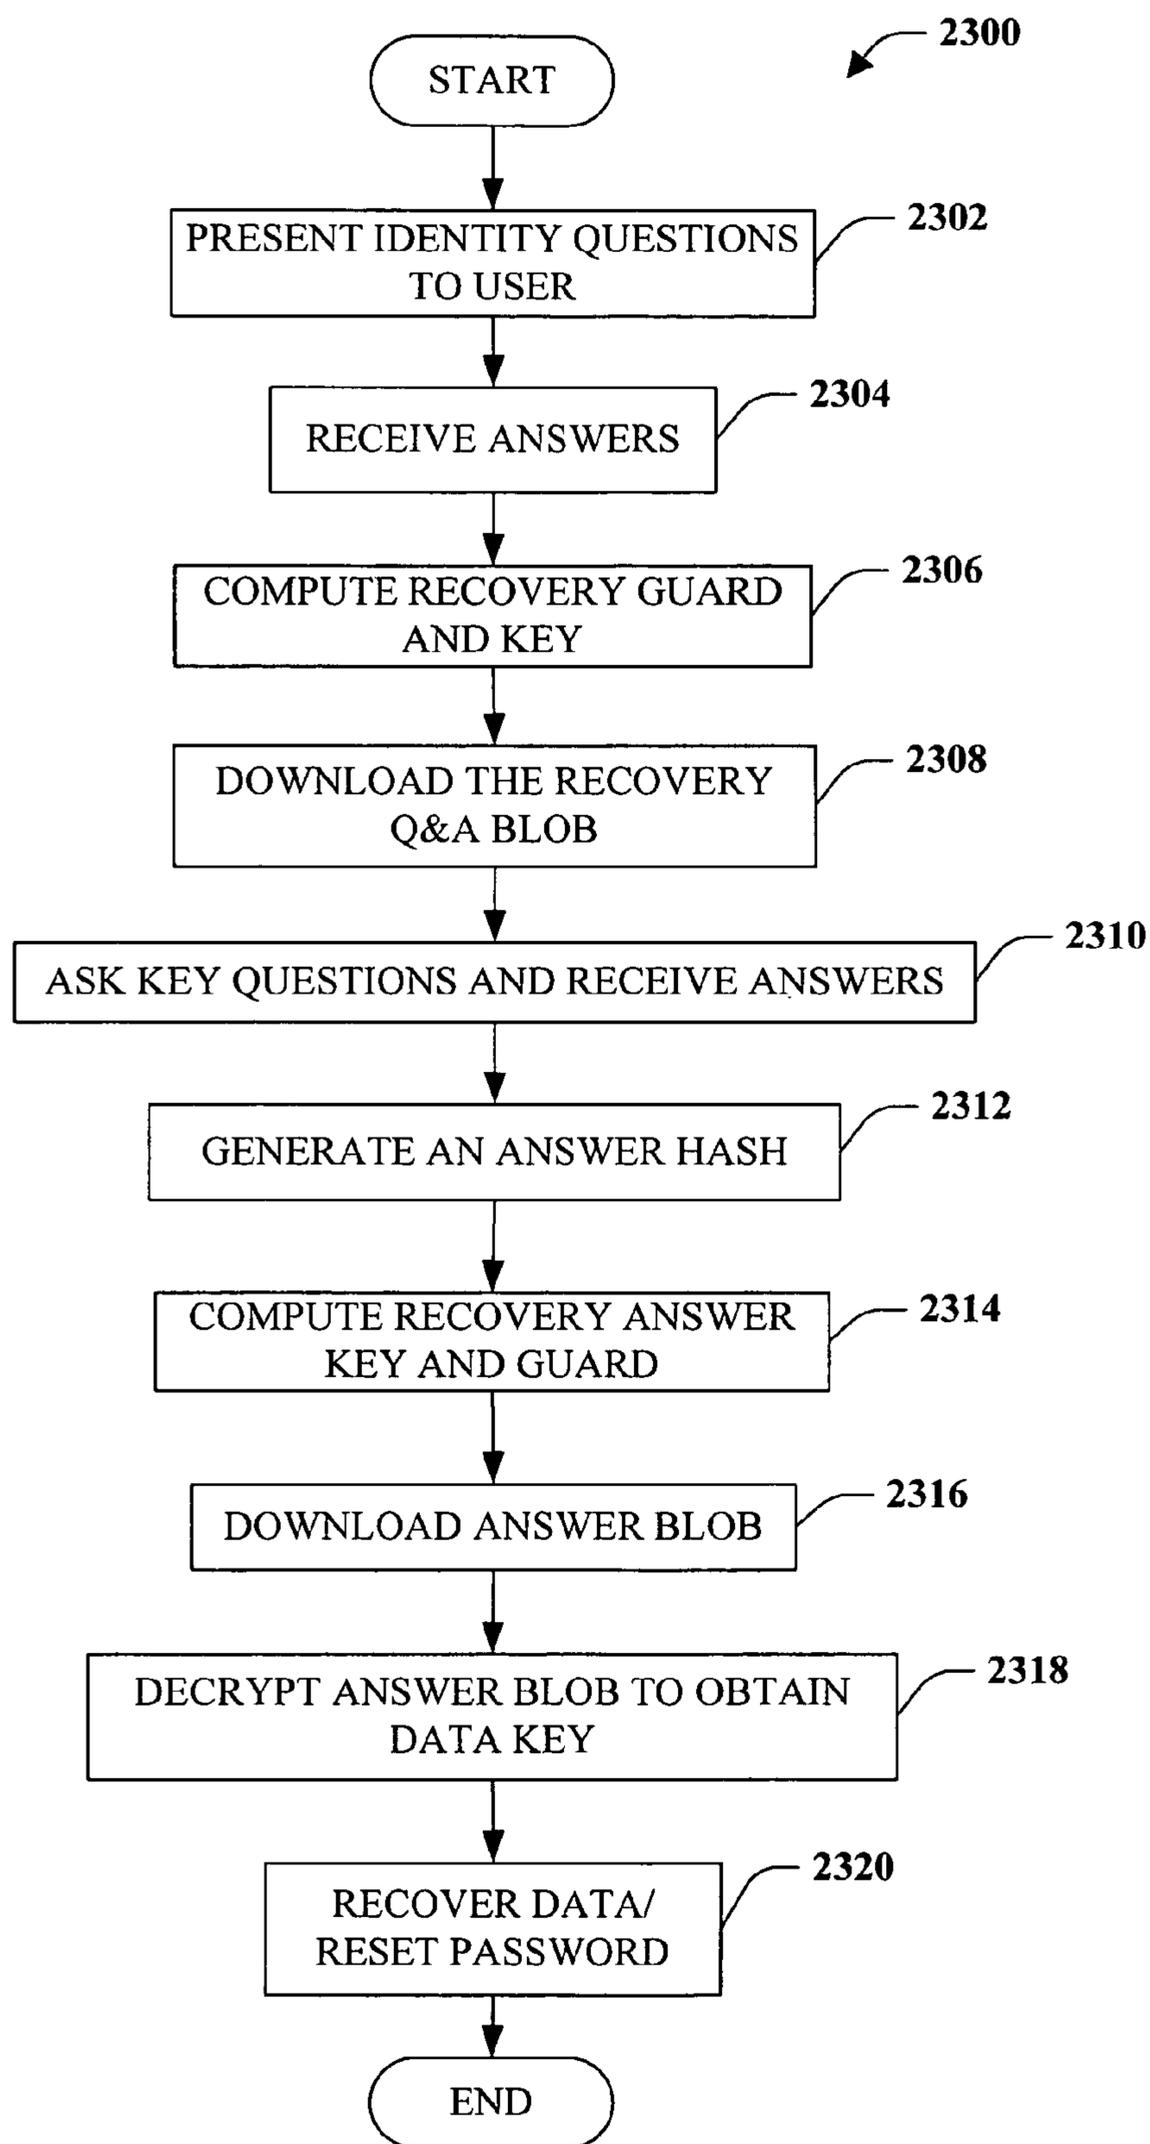 2300
START
PRESENT IDENTITY QUESTIONS
TO USER
2302
RECEIVE ANSWERS
2304
COMPUTE RECOVERY GUARD
AND KEY
2306
DOWNLOAD THE RECOVERY
Q&A BLOB
2308
ASK KEY QUESTIONS AND RECEIVE ANSWERS
2310
GENERATE AN ANSWER HASH
2312
COMPUTE RECOVERY ANSWER
KEY AND GUARD
2314
DOWNLOAD ANSWER BLOB
2316
DECRYPT ANSWER BLOB TO OBTAIN
DATA KEY
2318
RECOVER DATA/
RESET PASSWORD
2320
END